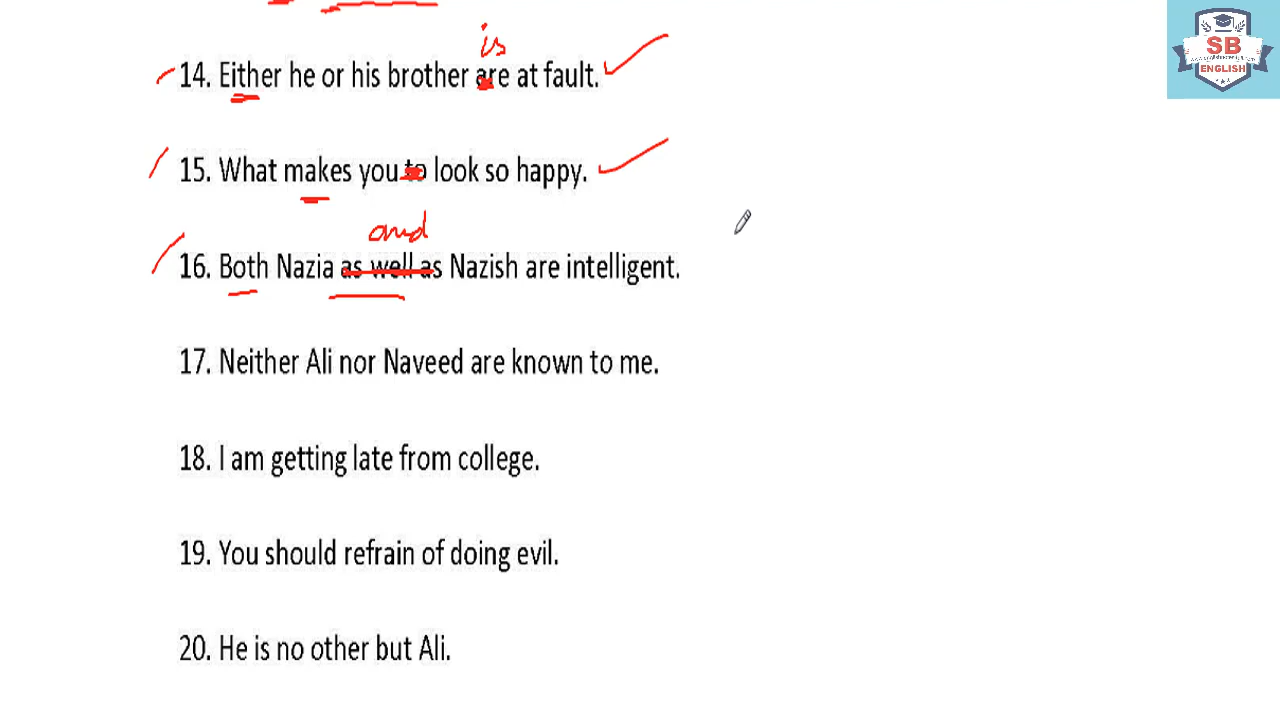 SB
ENGLISH
is
14. Either he or his brother are at fault.
15. What makes you to look so happy.
and
16. Both Nazia as well as Nazish are intelligent.
17. Neither Ali nor Naveed are known to me.
18. I am getting late from college.
19. You should refrain of doing evil.
20. He is no other but Ali.